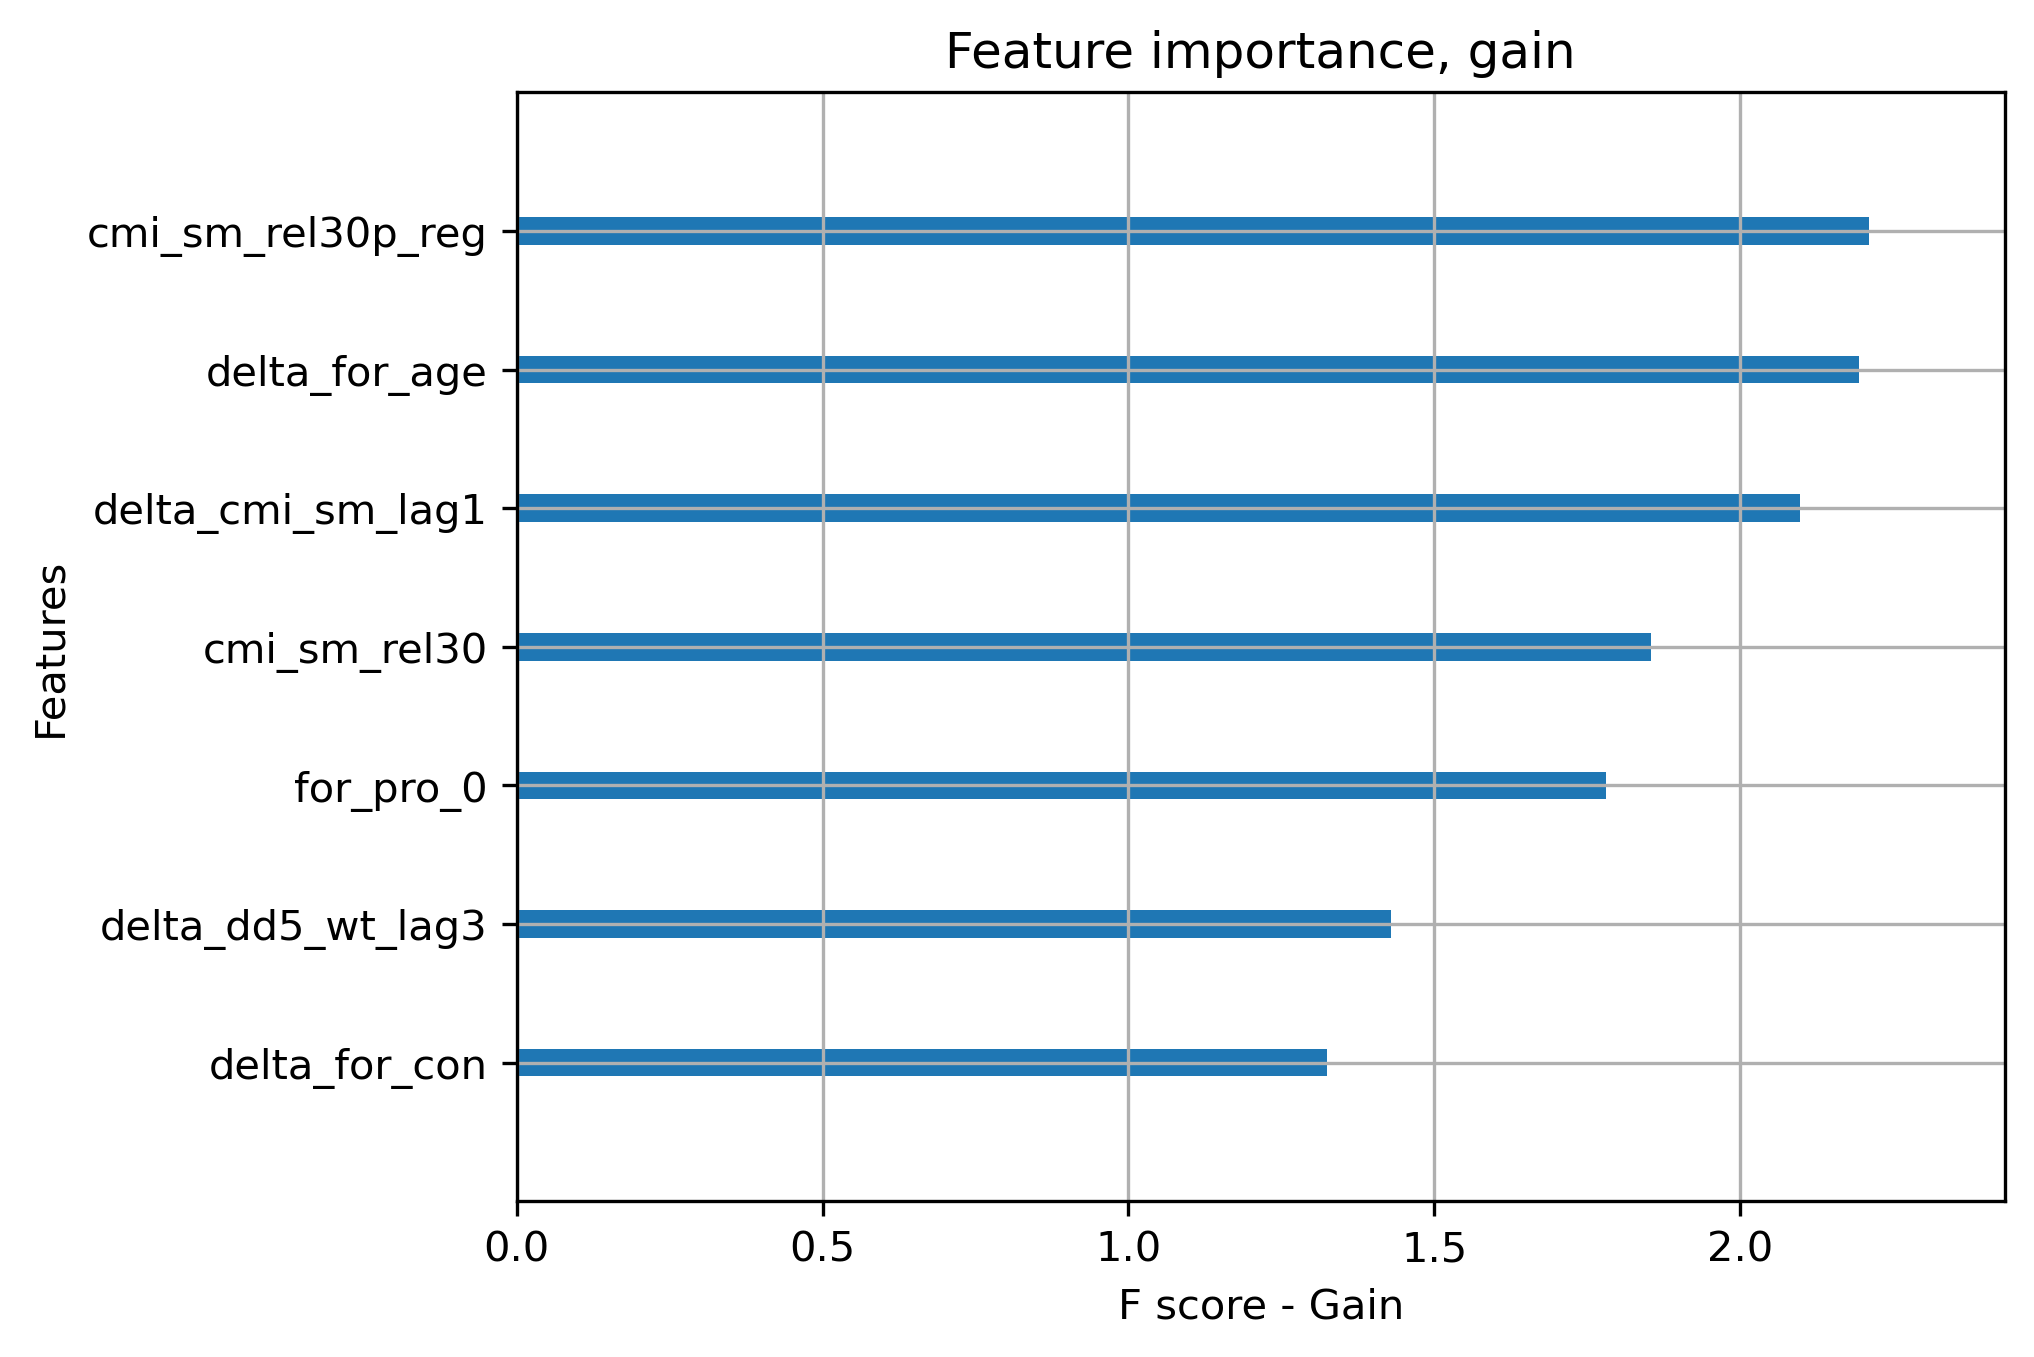 Feature importance, gain
cmi_sm_rel30p_reg
delta_for_age
delta_cmi_sm_lag1
cmi_sm_rel30
for_pro_0
delta_dd5_wt_lag3
delta_for_con
Features
0.0 0.5 1.0 1.5 2.0
F score - Gain